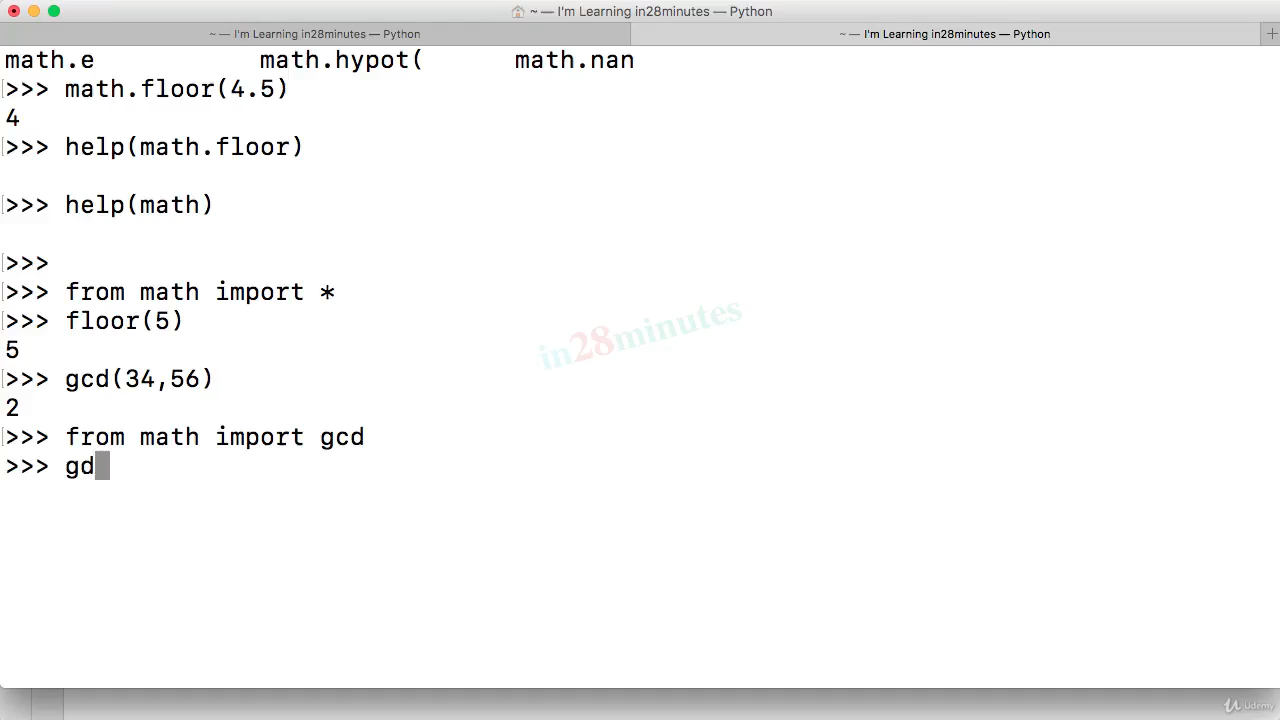 ~ — I'm Learning in28minutes — Python
~ — I'm Learning in28minutes — Python
~ — I'm Learning in28minutes — Python
math.e math.hypot( math.nan
>>> math.floor(4.5)
4
>>> help(math.floor)
>>> help(math)
>>>
>>> from math import *
>>> floor(5)
5
>>> gcd(34,56)
2
>>> from math import gcd
>>> gd
in28minutes
Udemy